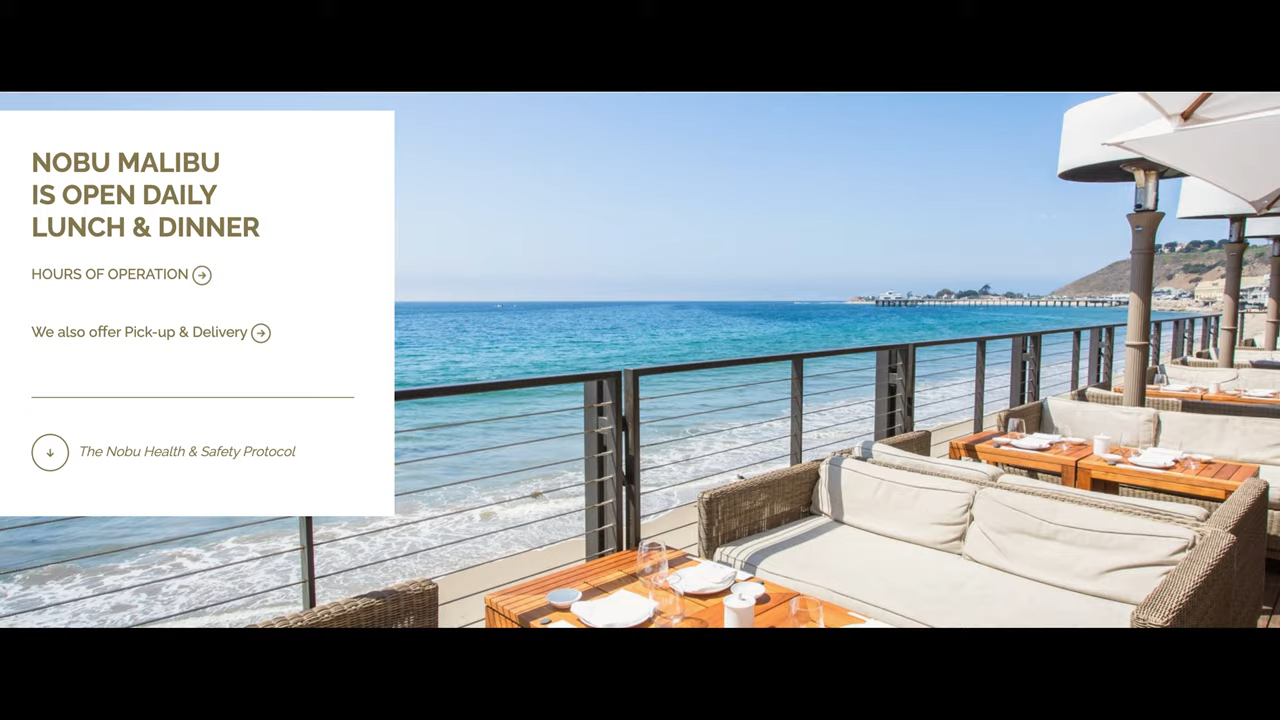 NOBU MALIBU
IS OPEN DAILY
LUNCH & DINNER
HOURS OF OPERATION
We also offer Pick-up & Delivery
The Nobu Health & Safety Protocol